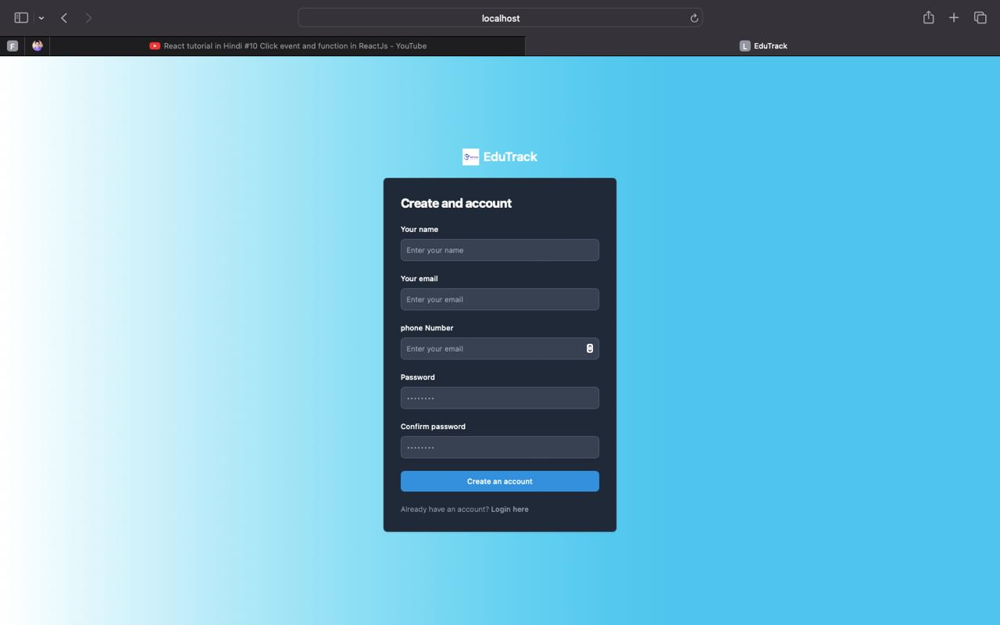 localhost
F
React tutorial in Hindi #10 Click event and function in ReactJs - YouTube
L EduTrack
EduTrack
Create and account
Your name
Enter your name
Your email
Enter your email
phone Number
Enter your email
Password
••••••••
Confirm password
••••••••
Create an account
Already have an account? Login here